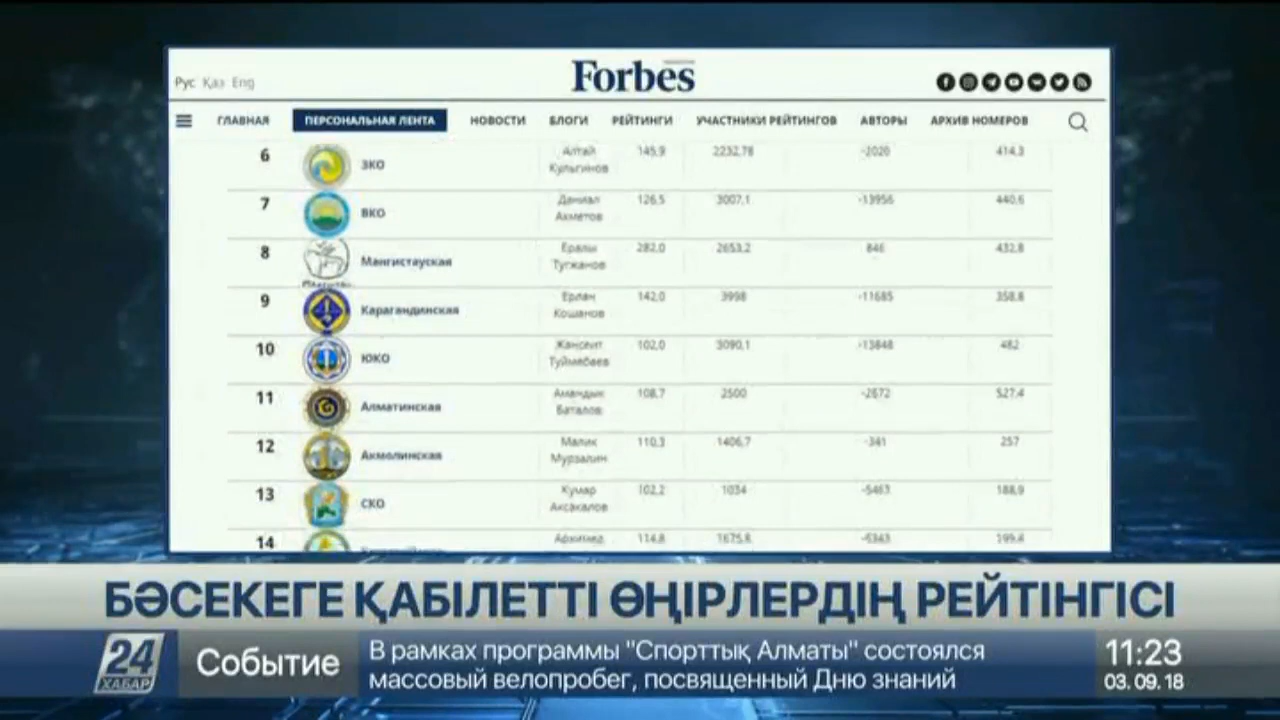 Рус Қаз Eng
Forbes
ГЛАВНАЯ ПЕРСОНАЛЬНАЯ ЛЕНТА НОВОСТИ БЛОГИ РЕЙТИНГИ УЧАСТНИКИ РЕЙТИНГОВ АВТОРЫ АРХИВ НОМЕРОВ
6 ЗКО Алтай Кульгинов 145,9 2232,78 -2020 414,3
7 ВКО Даниал Ахметов 126,5 3007,1 -13956 440,6
8 Мангистауская Ералы Тугжанов 282,0 2653,2 846 432,8
9 Карагандинская Ерлан Кошанов 142,0 3998 -11685 358,8
10 ЮКО Жансеит Туймебаев 102,0 3090,1 -13848 482
11 Алматинская Амандык Баталов 108,7 2500 -2672 527,4
12 Акмолинская Малик Мурзалин 110,3 1406,7 -341 257
13 СКО Кумар Аксакалов 102,2 1034 -5463 188,9
14 Архимед 114,8 1675,8 -5343 199,4
БӘСЕКЕГЕ ҚАБІЛЕТТІ ӨҢІРЛЕРДІҢ РЕЙТІНГІСІ
24 ХАБАР
Событие
В рамках программы "Спорттық Алматы" состоялся
массовый велопробег, посвященный Дню знаний
11:23
03. 09. 18